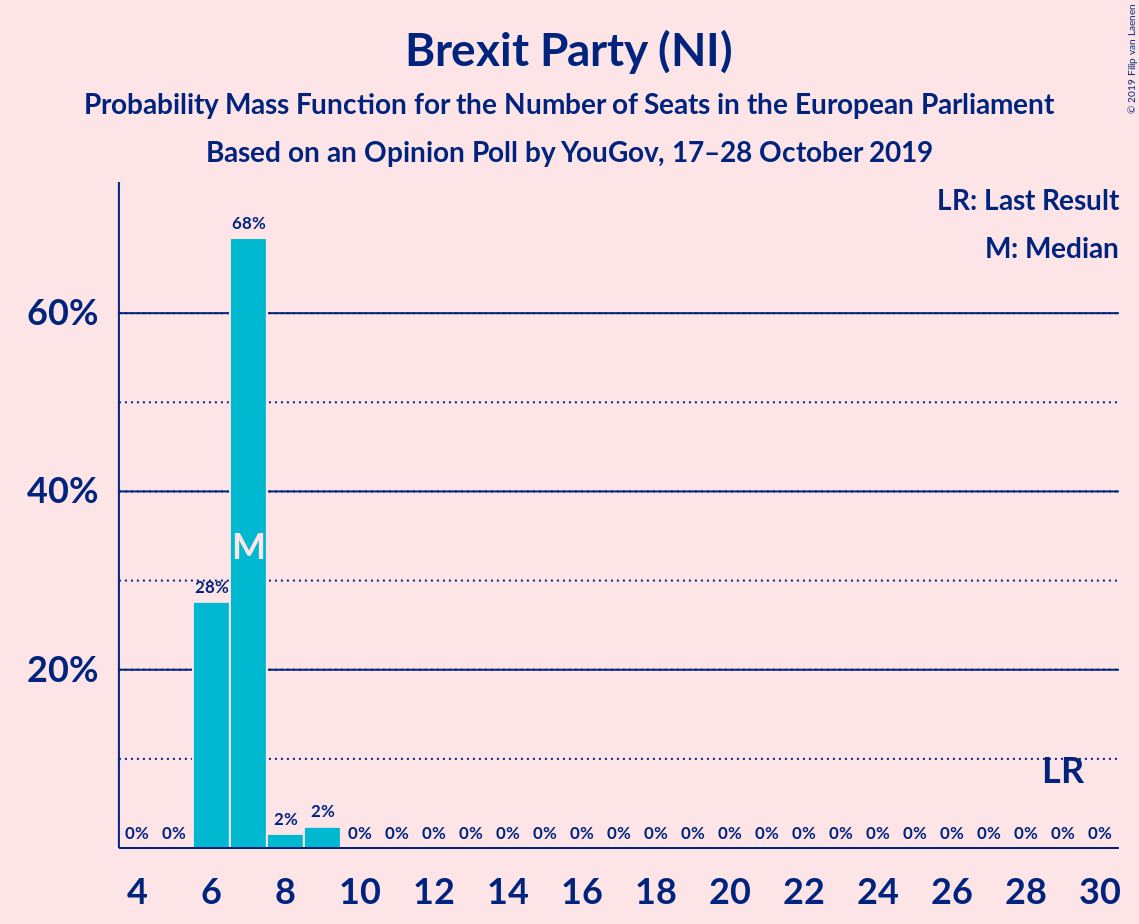 Brexit Party (NI)
Probability Mass Function for the Number of Seats in the European Parliament
Based on an Opinion Poll by YouGov, 17–28 October 2019
© 2019 Filip van Laenen
LR: Last Result
M: Median
60%
40%
20%
0% 0% 28% 68% 2% 2% 0% 0% 0% 0% 0% 0% 0% 0% 0% 0% 0% 0% 0% 0% 0% 0% 0% 0% 0% 0% 0%
M
LR
4 6 8 10 12 14 16 18 20 22 24 26 28 30